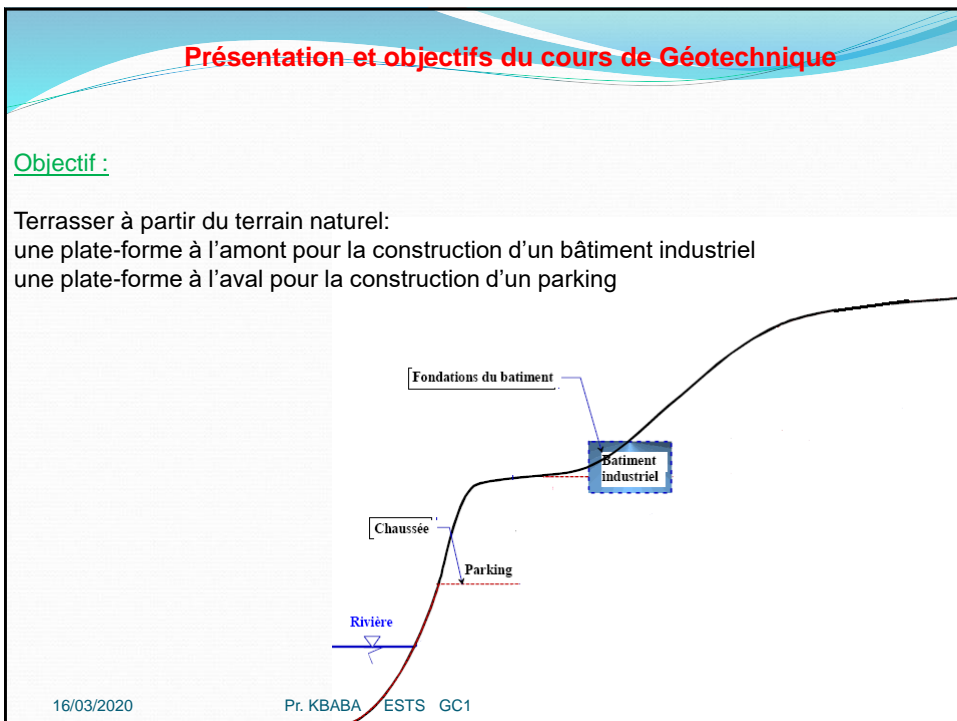 Présentation et objectifs du cours de Géotechnique
Objectif :
Terrasser à partir du terrain naturel:
une plate-forme à l’amont pour la construction d’un bâtiment industriel
une plate-forme à l’aval pour la construction d’un parking
Fondations du batiment
Batiment
industriel
Chaussée
Parking
Rivière
16/03/2020
Pr. KBABA / ESTS GC1